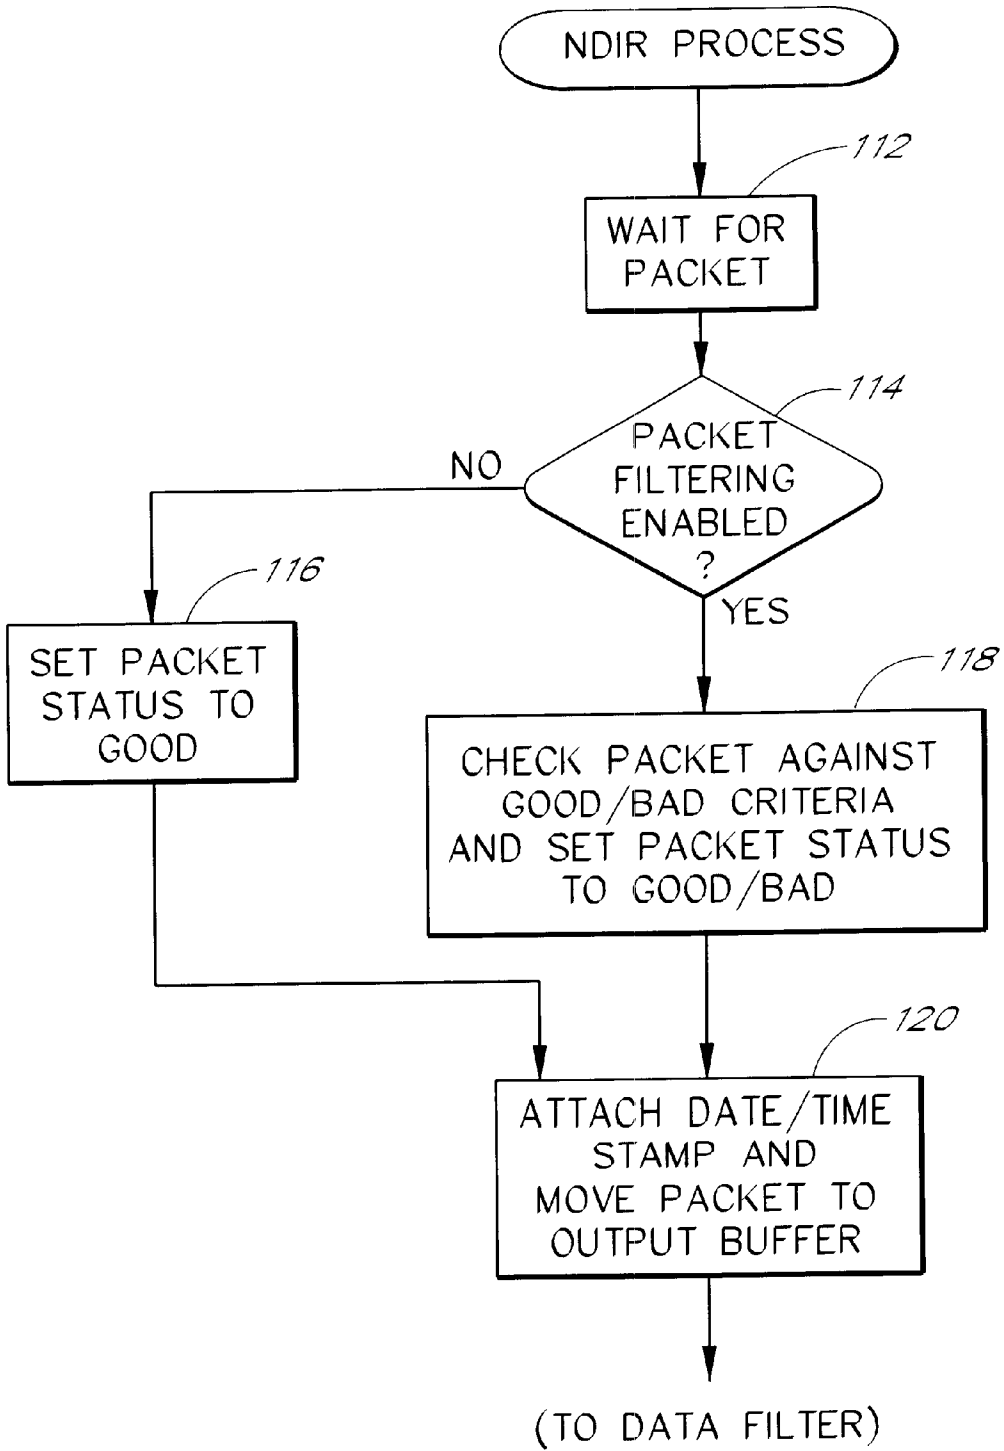 NDIR PROCESS
112
WAIT FOR
PACKET
114
PACKET
FILTERING
ENABLED
?
NO
YES
116
SET PACKET
STATUS TO
GOOD
118
CHECK PACKET AGAINST
GOOD/BAD CRITERIA
AND SET PACKET STATUS
TO GOOD/BAD
120
ATTACH DATE/TIME
STAMP AND
MOVE PACKET TO
OUTPUT BUFFER
(TO DATA FILTER)